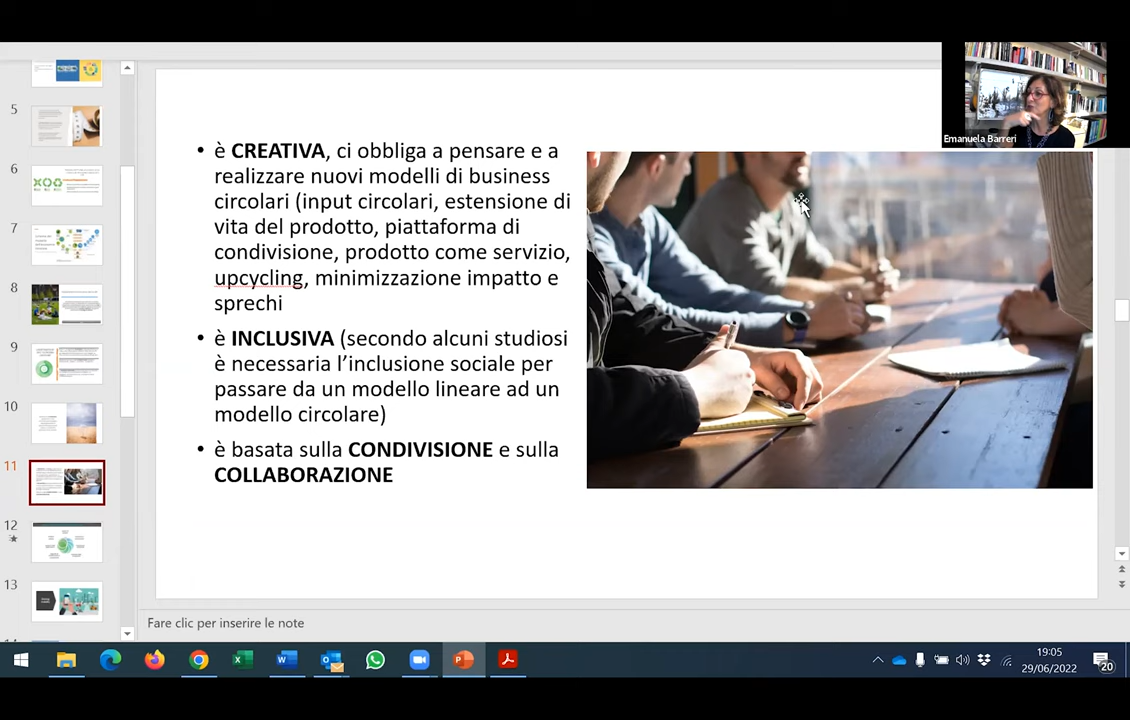 Emanuela Barreri
5
6
7
8
9
10
11
12
13
• è CREATIVA, ci obbliga a pensare e a
realizzare nuovi modelli di business
circolari (input circolari, estensione di
vita del prodotto, piattaforma di
condivisione, prodotto come servizio,
upcycling, minimizzazione impatto e
sprechi
• è INCLUSIVA (secondo alcuni studiosi
è necessaria l’inclusione sociale per
passare da un modello lineare ad un
modello circolare)
• è basata sulla CONDIVISIONE e sulla
COLLABORAZIONE
Fare clic per inserire le note
19:05
29/06/2022
20